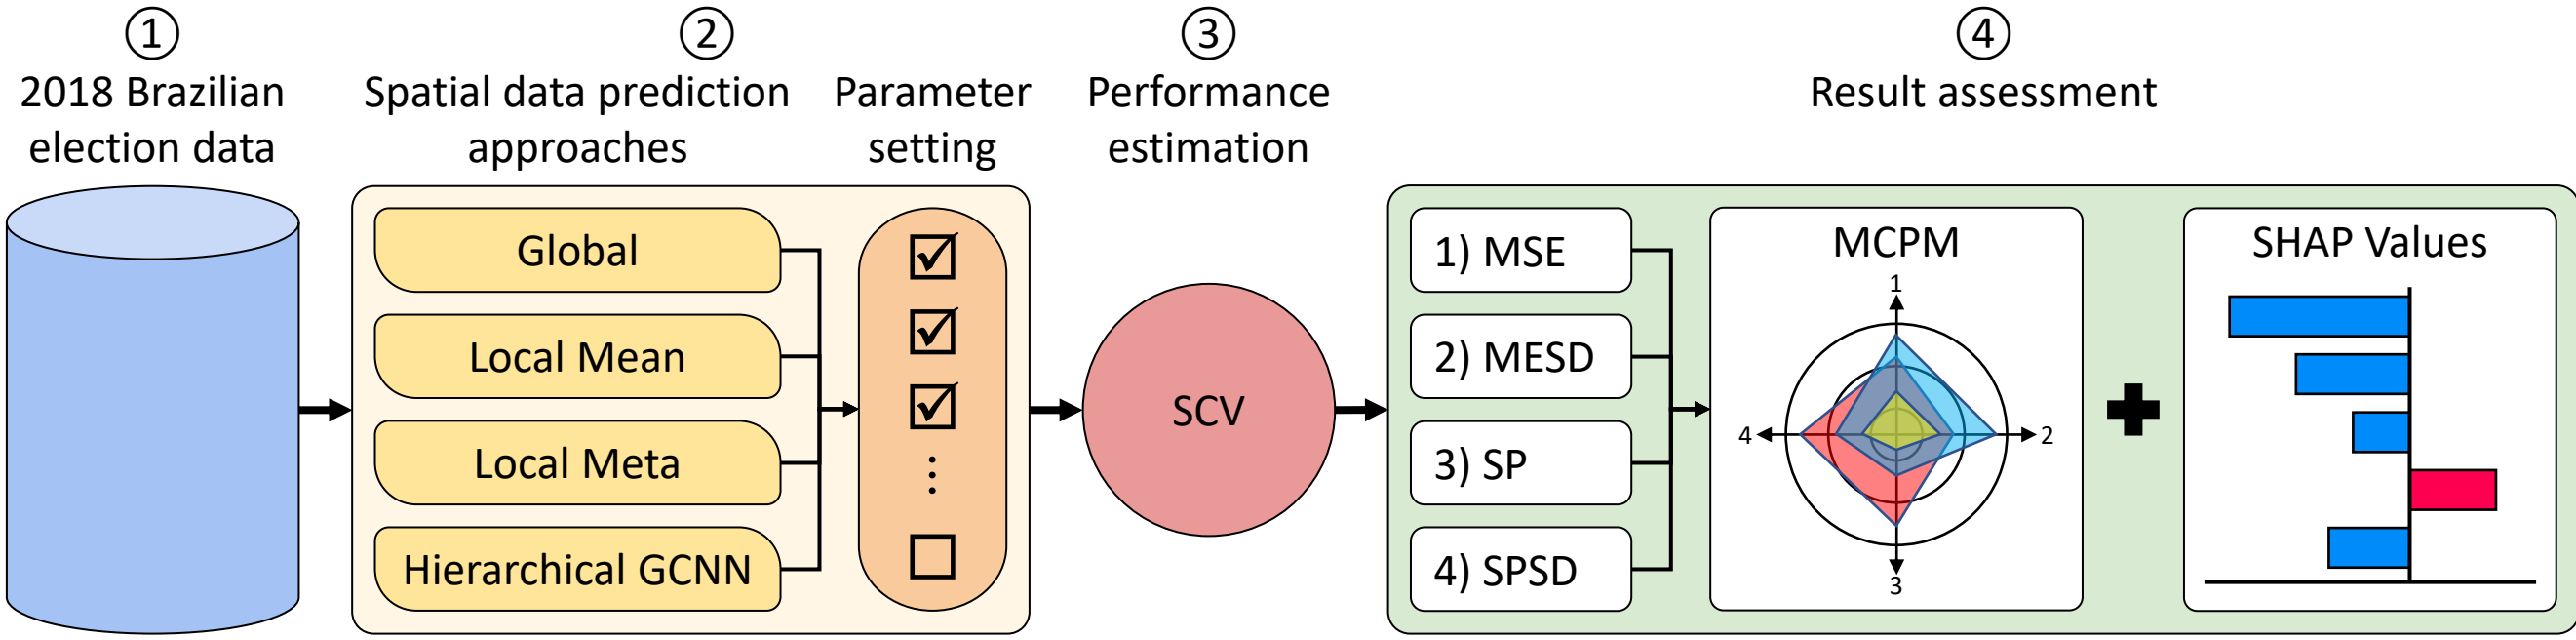 ①
2018 Brazilian
election data
②
Spatial data prediction
approaches
Parameter
setting
③
Performance
estimation
④
Result assessment
Global
Local Mean
Local Meta
Hierarchical GCNN
SCV
1) MSE
2) MESD
3) SP
4) SPSD
MCPM
1
2
3
4
SHAP Values